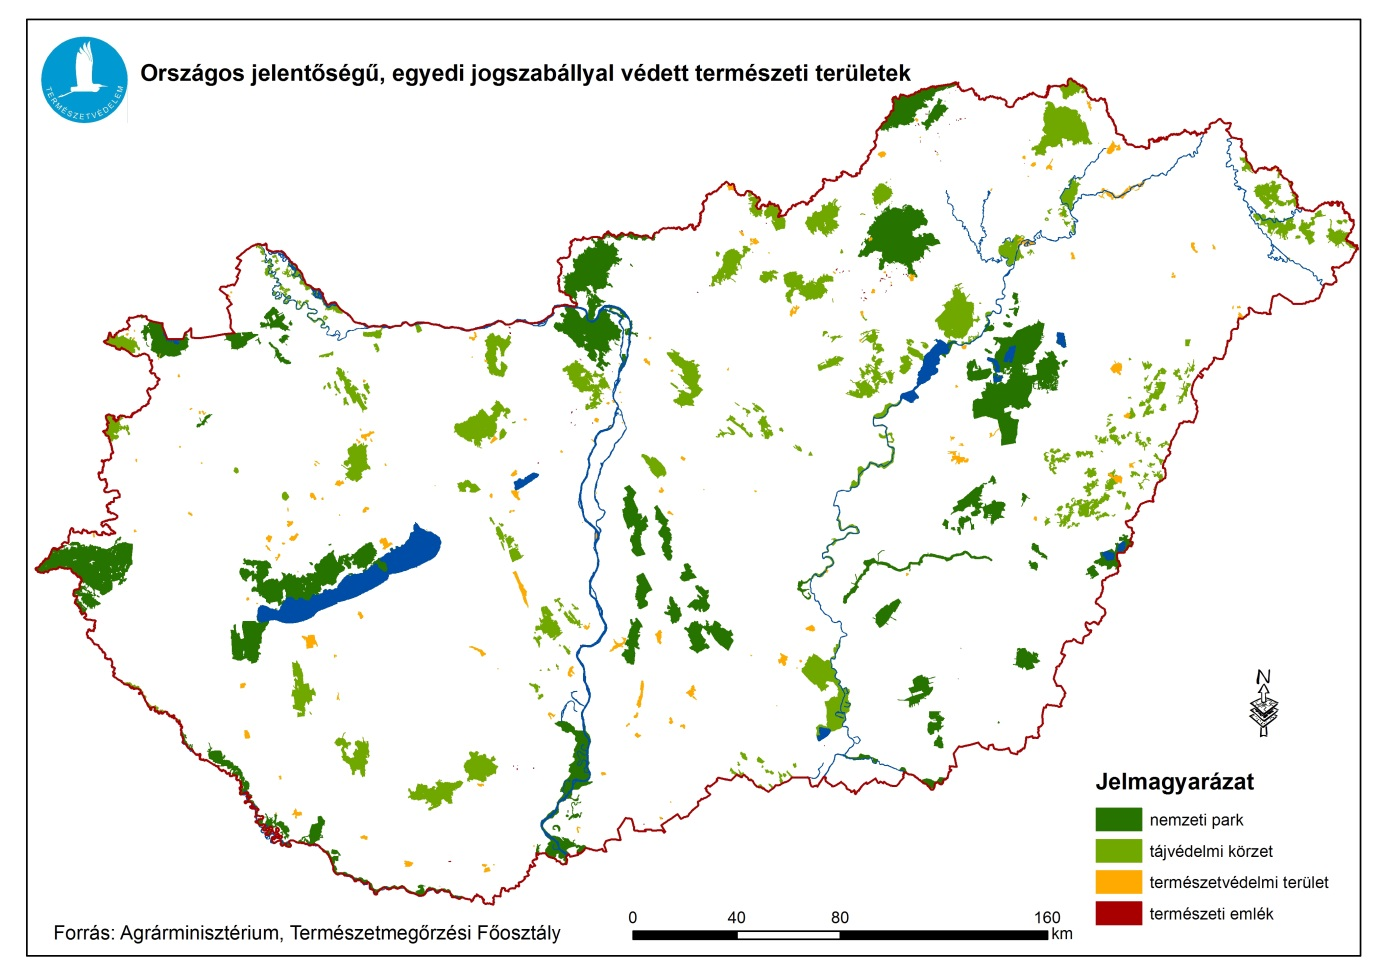 Országos jelentőségű, egyedi jogszabállyal védett természeti területek
TERMÉSZETVÉDELEM
N
Jelmagyarázat
nemzeti park
tájvédelmi körzet
természetvédelmi terület
természeti emlék
0 40 80 160
km
Forrás: Agrárminisztérium, Természetmegőrzési Főosztály